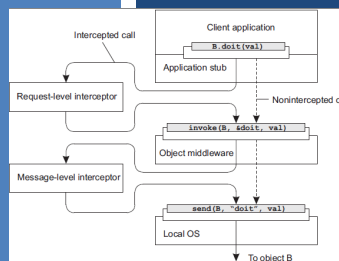 Client application
Intercepted call
B.doit(val)
Application stub
Request-level interceptor
Nonintercepted
invoke(B, &doit, val)
Object middleware
Message-level interceptor
send(B, "doit", val)
Local OS
To object B